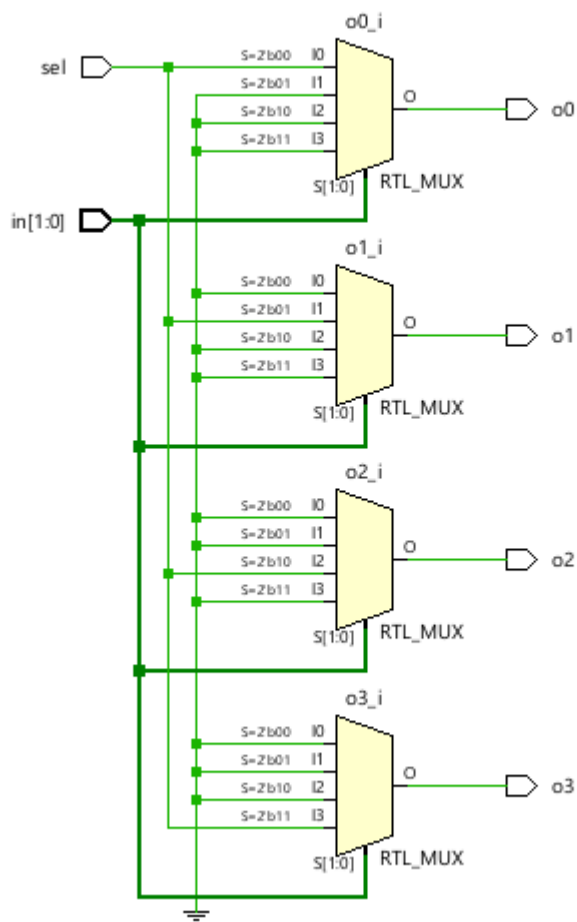 o0_i
sel
S=2'b00 I0
S=2'b01 I1
S=2'b10 I2
S=2'b11 I3
O
o0
S[1:0]
RTL_MUX
in[1:0]
o1_i
S=2'b00 I0
S=2'b01 I1
S=2'b10 I2
S=2'b11 I3
O
o1
S[1:0]
RTL_MUX
o2_i
S=2'b00 I0
S=2'b01 I1
S=2'b10 I2
S=2'b11 I3
O
o2
S[1:0]
RTL_MUX
o3_i
S=2'b00 I0
S=2'b01 I1
S=2'b10 I2
S=2'b11 I3
O
o3
S[1:0]
RTL_MUX